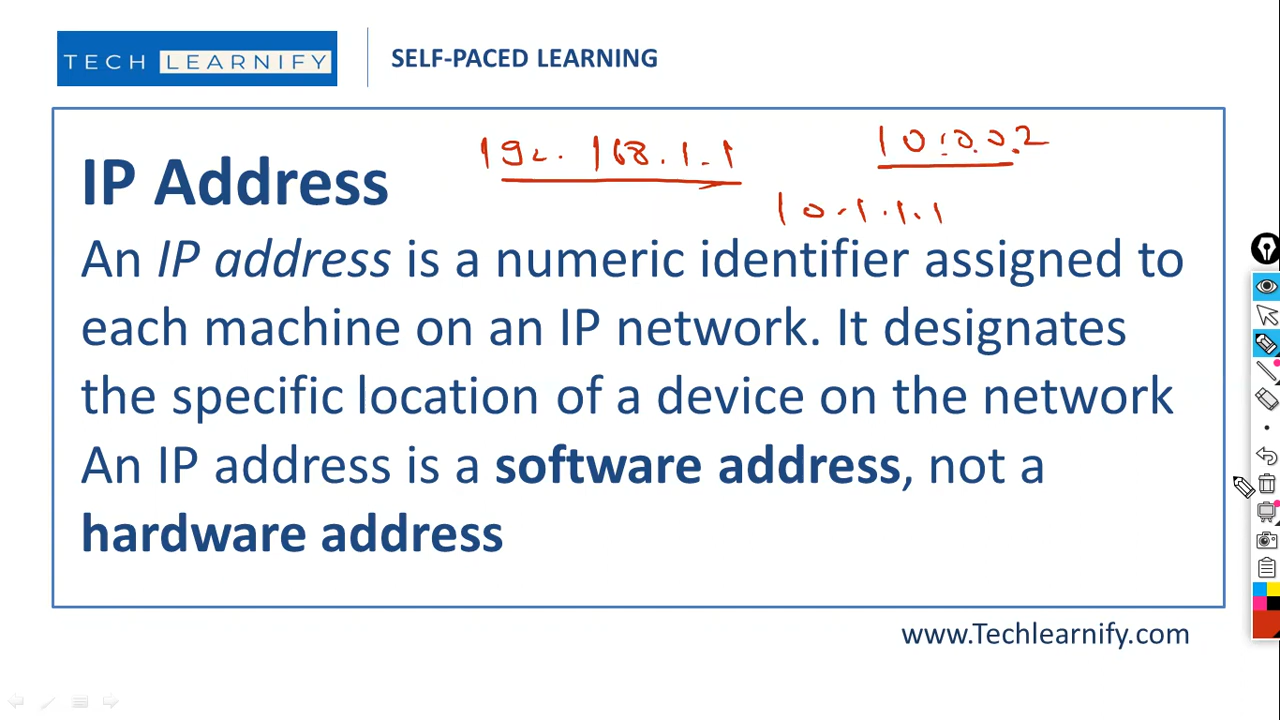 TECH LEARNIFY
SELF-PACED LEARNING
192.168.1.1
10.0.0.2
10.1.1.1
IP Address
An IP address is a numeric identifier assigned to
each machine on an IP network. It designates
the specific location of a device on the network
An IP address is a software address, not a
hardware address
www.Techlearnify.com